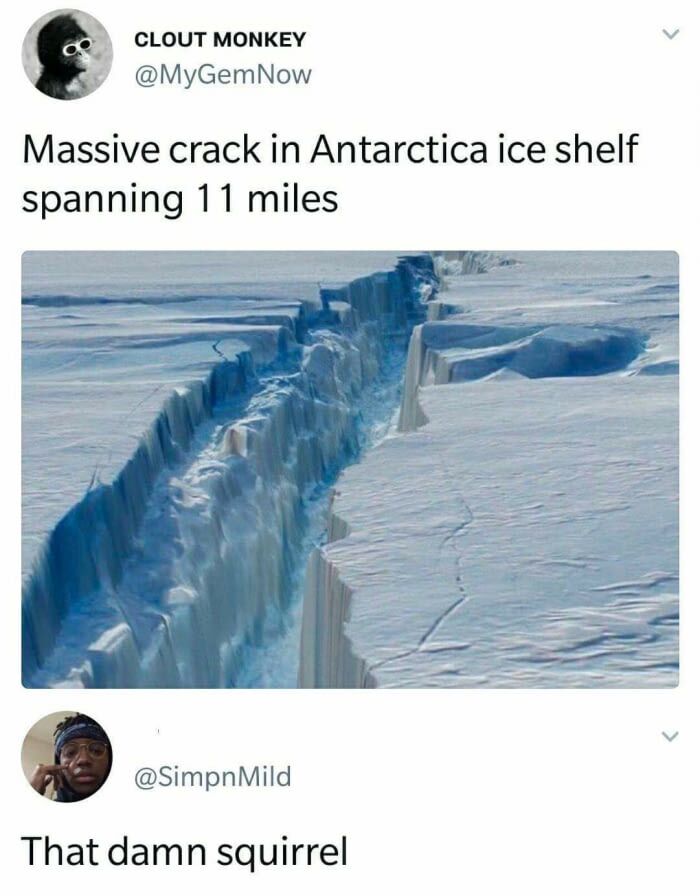 CLOUT MONKEY
@MyGemNow
Massive crack in Antarctica ice shelf
spanning 11 miles
@SimpnMild
That damn squirrel